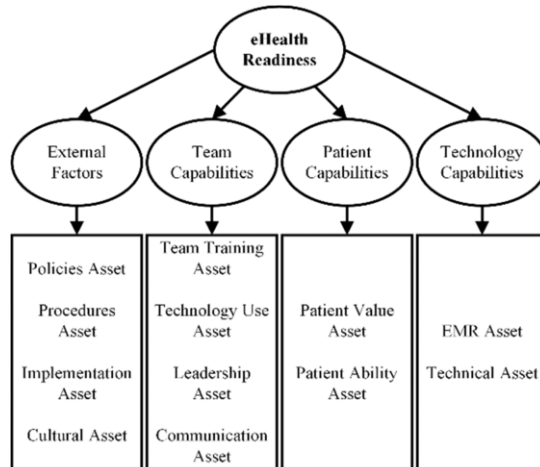 eHealth
Readiness
External
Factors
Team
Capabilities
Patient
Capabilities
Technology
Capabilities
Policies Asset
Procedures
Asset
Implementation
Asset
Cultural Asset
Team Training
Asset
Technology Use
Asset
Leadership
Asset
Communication
Asset
Patient Value
Asset
Patient Ability
Asset
EMR Asset
Technical Asset